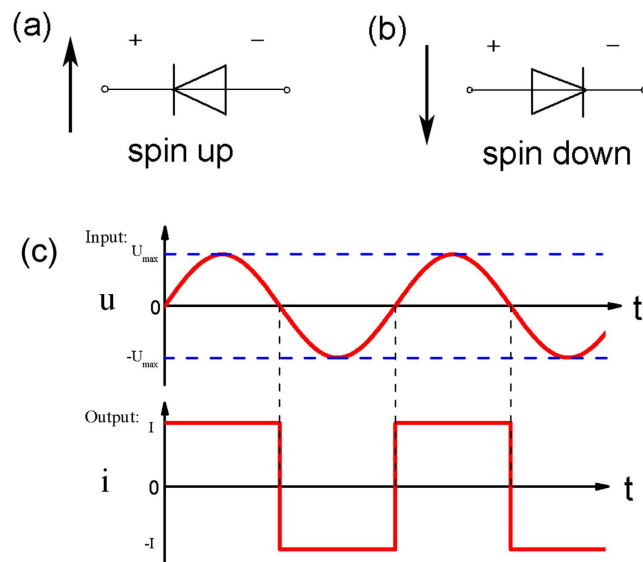 (a)
+ −
spin up
(b)
+ −
spin down
(c)
Input:
Umax
u
0
t
-Umax
Output:
I
i
0
t
-I